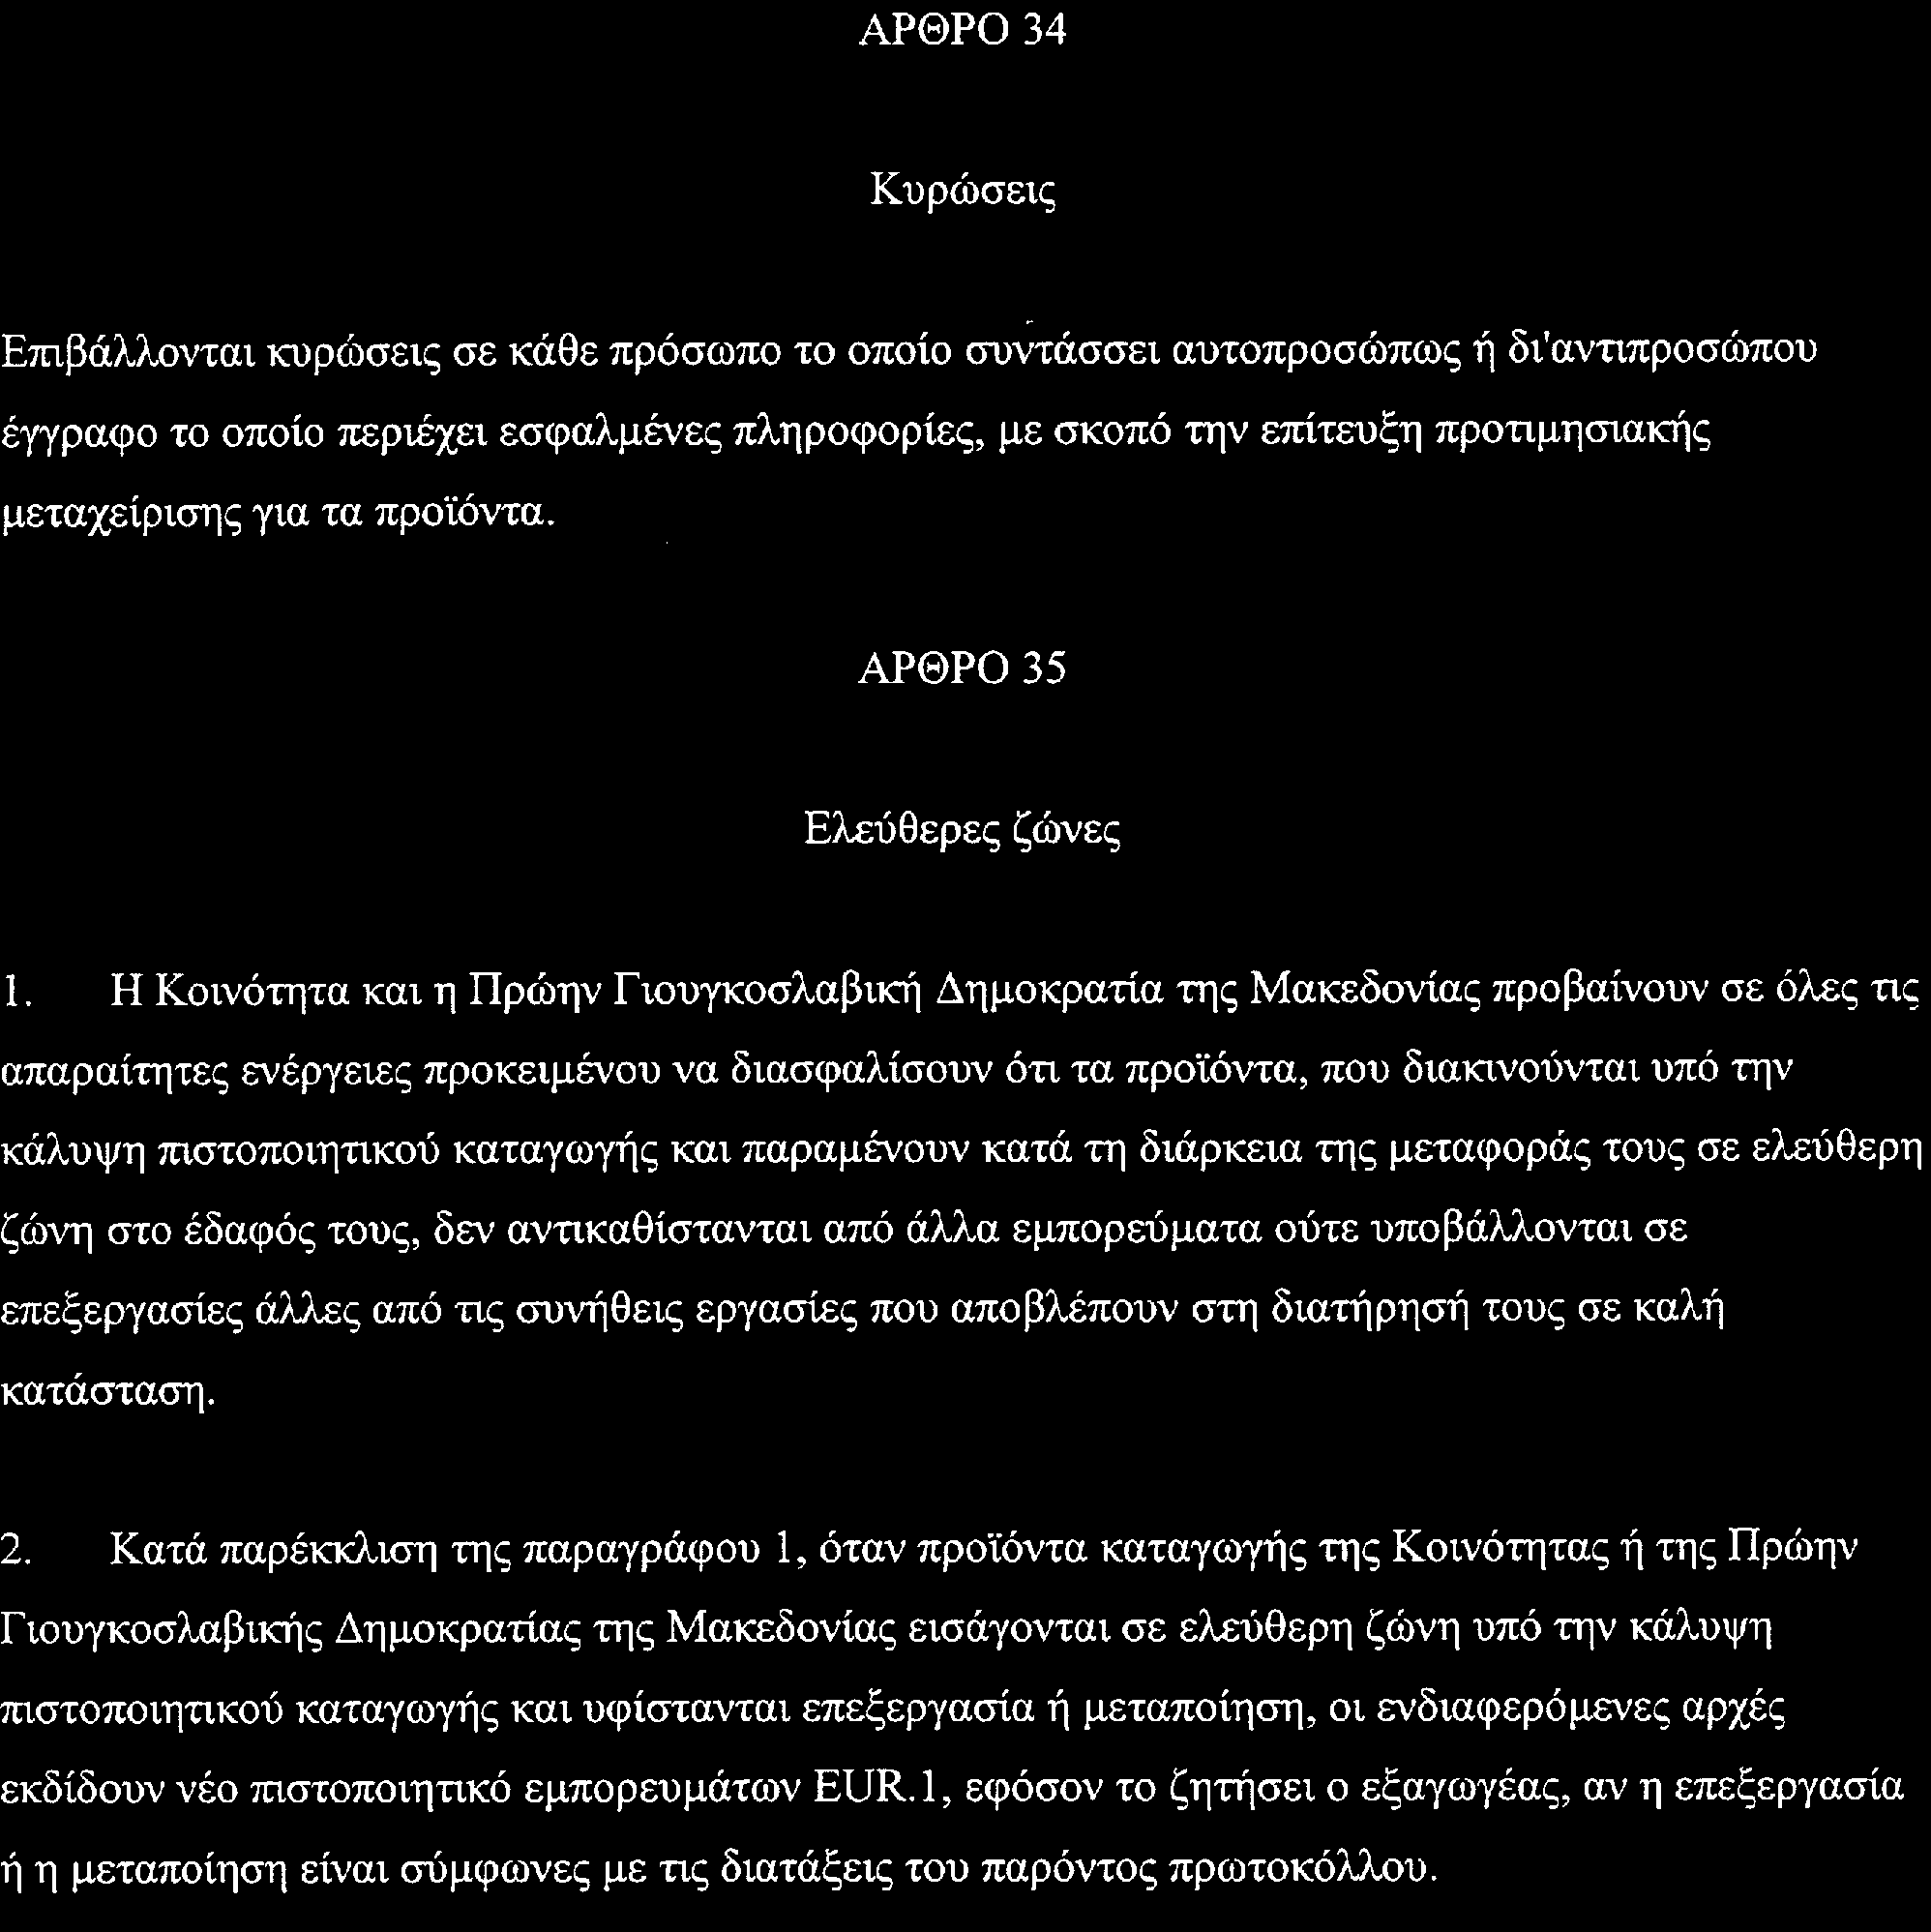 ΑΡΘΡΟ 34
Κυρώσεις
Επιβάλλονται κυρώσεις σε κάθε πρόσωπο το οποίο συντάσσει αυτοπροσώπως ή δι'αντιπροσώπου
έγγραφο το οποίο περιέχει εσφαλμένες πληροφορίες, με σκοπό την επίτευξη προτιμησιακής
μεταχείρισης για τα προϊόντα.
ΑΡΘΡΟ 35
Ελεύθερες ζώνες
1. Η Κοινότητα και η Πρώην Γιουγκοσλαβική Δημοκρατία της Μακεδονίας προβαίνουν σε όλες τις
απαραίτητες ενέργειες προκειμένου να διασφαλίσουν ότι τα προϊόντα, που διακινούνται υπό την
κάλυψη πιστοποιητικού καταγωγής και παραμένουν κατά τη διάρκεια της μεταφοράς τους σε ελεύθερη
ζώνη στο έδαφός τους, δεν αντικαθίστανται από άλλα εμπορεύματα ούτε υποβάλλονται σε
επεξεργασίες άλλες από τις συνήθεις εργασίες που αποβλέπουν στη διατήρησή τους σε καλή
κατάσταση.
2. Κατά παρέκκλιση της παραγράφου 1, όταν προϊόντα καταγωγής της Κοινότητας ή της Πρώην
Γιουγκοσλαβικής Δημοκρατίας της Μακεδονίας εισάγονται σε ελεύθερη ζώνη υπό την κάλυψη
πιστοποιητικού καταγωγής και υφίστανται επεξεργασία ή μεταποίηση, οι ενδιαφερόμενες αρχές
εκδίδουν νέο πιστοποιητικό εμπορευμάτων EUR.1, εφόσον το ζητήσει ο εξαγωγέας, αν η επεξεργασία
ή η μεταποίηση είναι σύμφωνες με τις διατάξεις του παρόντος πρωτοκόλλου.